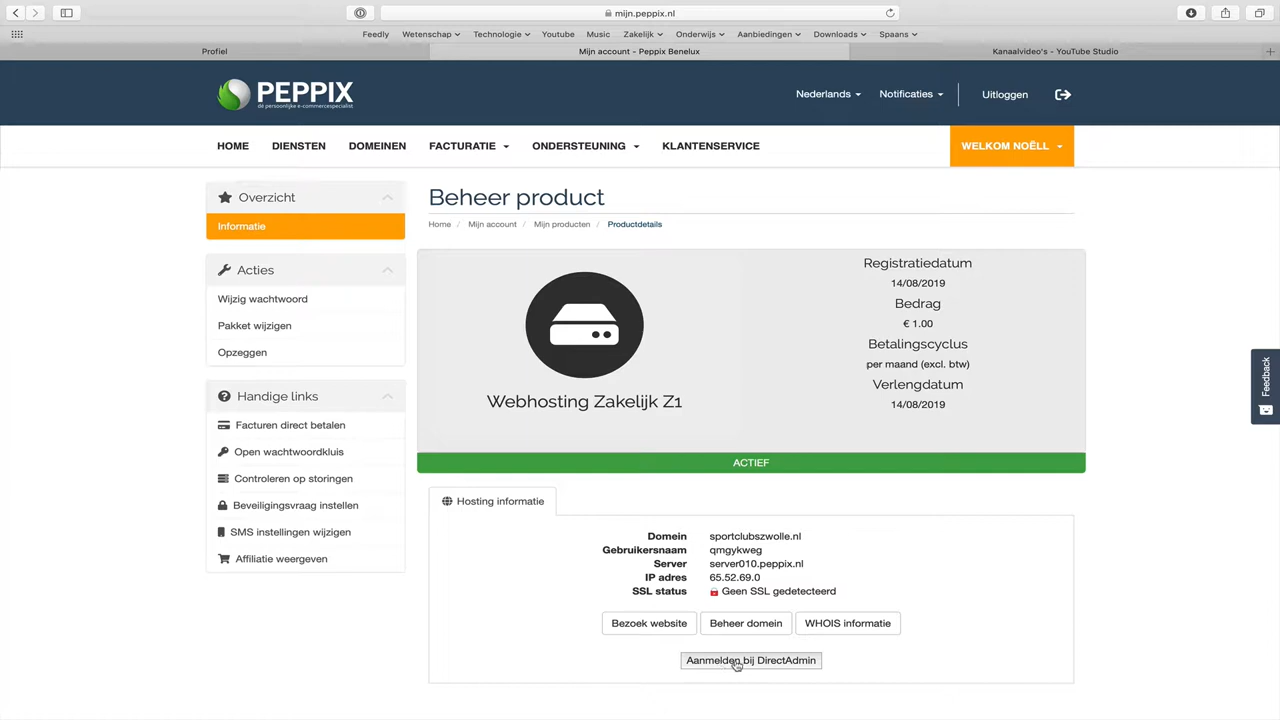 mijn.peppix.nl
Feedly Wetenschap Technologie Youtube Music Zakelijk Onderwijs Aanbiedingen Downloads Spaans
Profiel Mijn account - Peppix Benelux Kanaalvideo's - YouTube Studio
PEPPIX
dé persoonlijke e-commercespecialist
Nederlands Notificaties Uitloggen
HOME DIENSTEN DOMEINEN FACTURATIE ONDERSTEUNING KLANTENSERVICE WELKOM NOËLL
Overzicht
Informatie
Acties
Wijzig wachtwoord
Pakket wijzigen
Opzeggen
Handige links
Facturen direct betalen
Open wachtwoordkluis
Controleren op storingen
Beveiligingsvraag instellen
SMS instellingen wijzigen
Affiliatie weergeven
Beheer product
Home / Mijn account / Mijn producten / Productdetails
Webhosting Zakelijk Z1
Registratiedatum
14/08/2019
Bedrag
€ 1.00
Betalingscyclus
per maand (excl. btw)
Verlengdatum
14/08/2019
ACTIEF
Hosting informatie
Domein sportclubszwolle.nl
Gebruikersnaam qmgykweg
Server server010.peppix.nl
IP adres 65.52.69.0
SSL status Geen SSL gedetecteerd
Bezoek website Beheer domein WHOIS informatie
Aanmelden bij DirectAdmin
Feedback